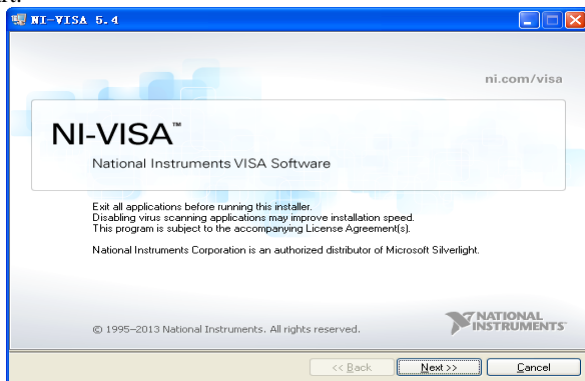 NI-VISA 5.4
ni.com/visa
NI-VISA™
National Instruments VISA Software
Exit all applications before running this installer.
Disabling virus scanning applications may improve installation speed.
This program is subject to the accompanying License Agreement(s).
National Instruments Corporation is an authorized distributor of Microsoft Silverlight.
© 1995–2013 National Instruments. All rights reserved.
NATIONAL
INSTRUMENTS™
<< Back Next >> Cancel